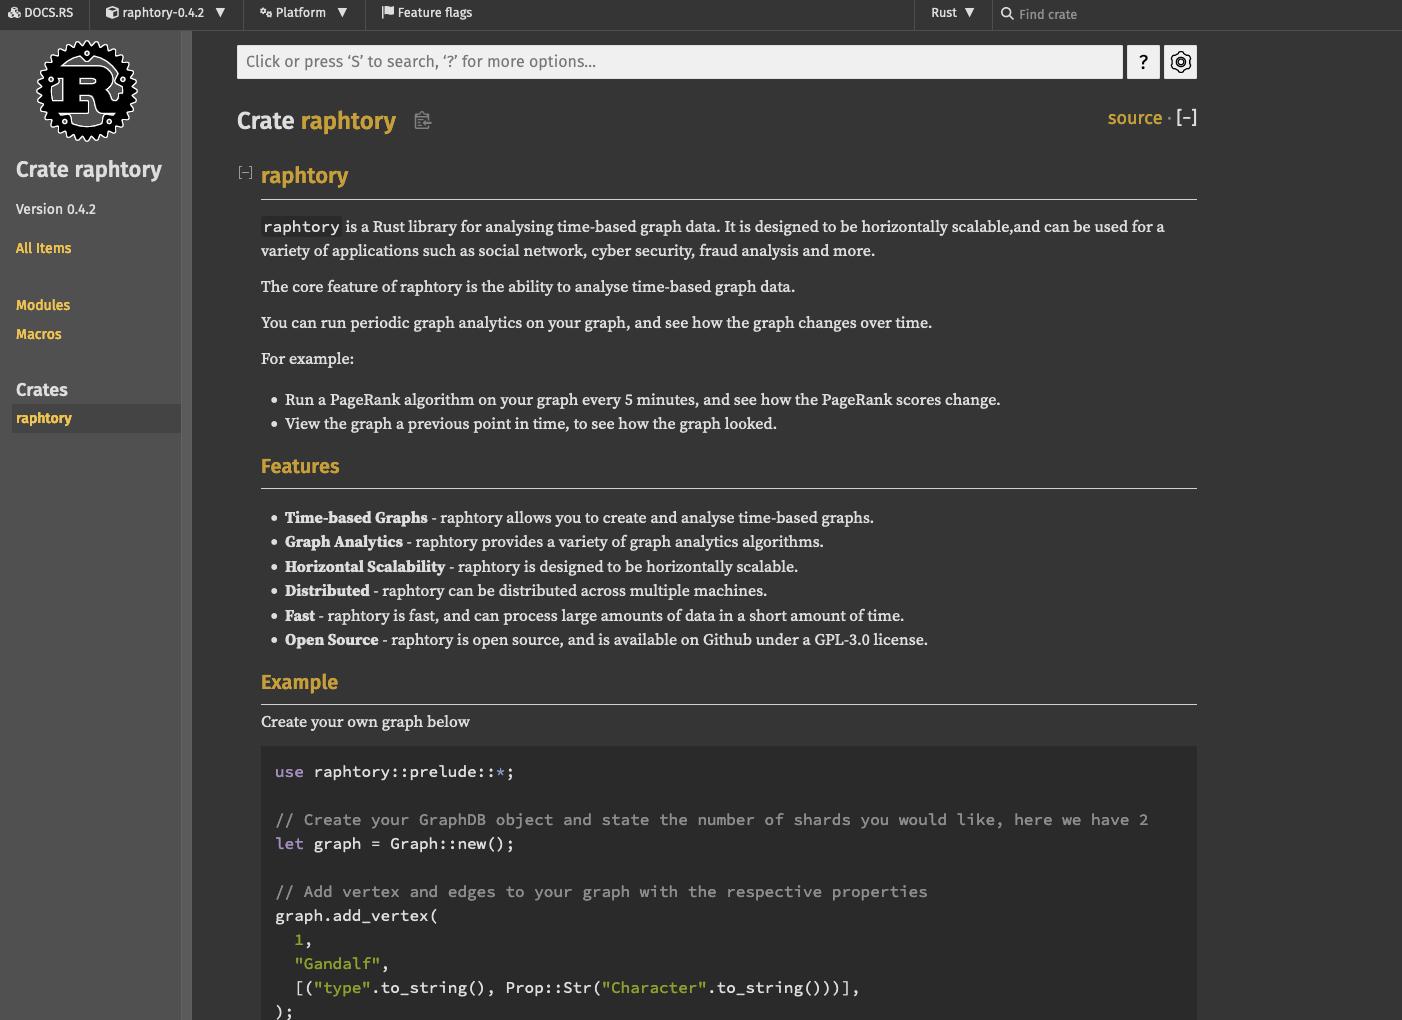 DOCS.RS raphtory-0.4.2 ▼ Platform ▼ Feature flags Rust ▼ Find crate
R
Crate raphtory
Version 0.4.2
All Items
Modules
Macros
Crates
raphtory
Click or press ‘S’ to search, ‘?’ for more options…
?
Crate raphtory
source · [−]
[−] raphtory
raphtory is a Rust library for analysing time-based graph data. It is designed to be horizontally scalable,and can be used for a
variety of applications such as social network, cyber security, fraud analysis and more.
The core feature of raphtory is the ability to analyse time-based graph data.
You can run periodic graph analytics on your graph, and see how the graph changes over time.
For example:
• Run a PageRank algorithm on your graph every 5 minutes, and see how the PageRank scores change.
• View the graph a previous point in time, to see how the graph looked.
Features
• Time-based Graphs - raphtory allows you to create and analyse time-based graphs.
• Graph Analytics - raphtory provides a variety of graph analytics algorithms.
• Horizontal Scalability - raphtory is designed to be horizontally scalable.
• Distributed - raphtory can be distributed across multiple machines.
• Fast - raphtory is fast, and can process large amounts of data in a short amount of time.
• Open Source - raphtory is open source, and is available on Github under a GPL-3.0 license.
Example
Create your own graph below
use raphtory::prelude::*;
// Create your GraphDB object and state the number of shards you would like, here we have 2
let graph = Graph::new();
// Add vertex and edges to your graph with the respective properties
graph.add_vertex(
  1,
  "Gandalf",
  [("type".to_string(), Prop::Str("Character".to_string()))],
);